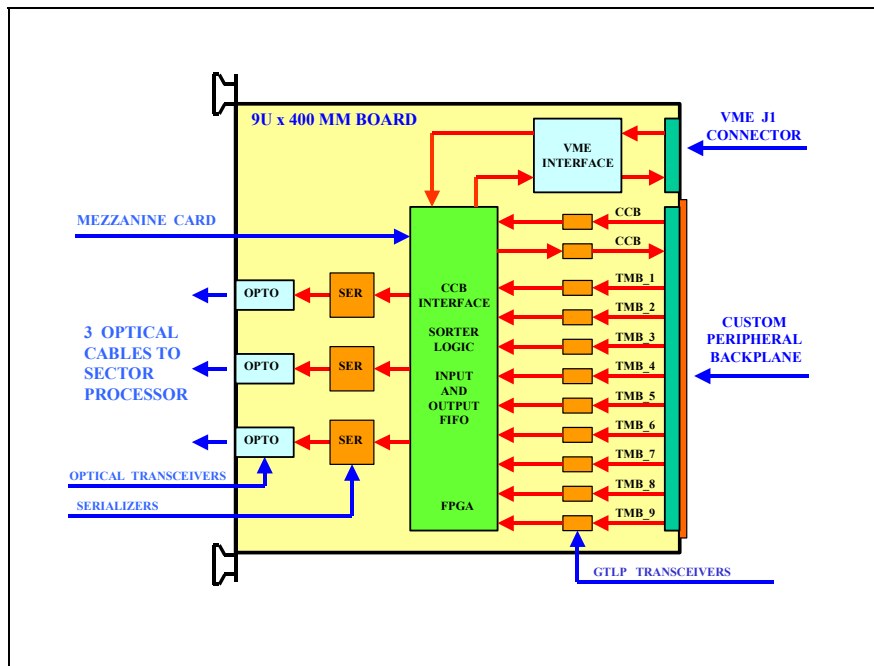 9U x 400 MM BOARD
VME J1
CONNECTOR
VME
INTERFACE
MEZZANINE CARD
CCB
CCB
CCB
INTERFACE
SORTER
LOGIC
INPUT
AND
OUTPUT
FIFO
FPGA
TMB_1
TMB_2
TMB_3
TMB_4
TMB_5
TMB_6
TMB_7
TMB_8
TMB_9
OPTO
SER
OPTO
SER
OPTO
SER
3 OPTICAL
CABLES TO
SECTOR
PROCESSOR
CUSTOM
PERIPHERAL
BACKPLANE
OPTICAL TRANSCEIVERS
SERIALIZERS
GTLP TRANSCEIVERS